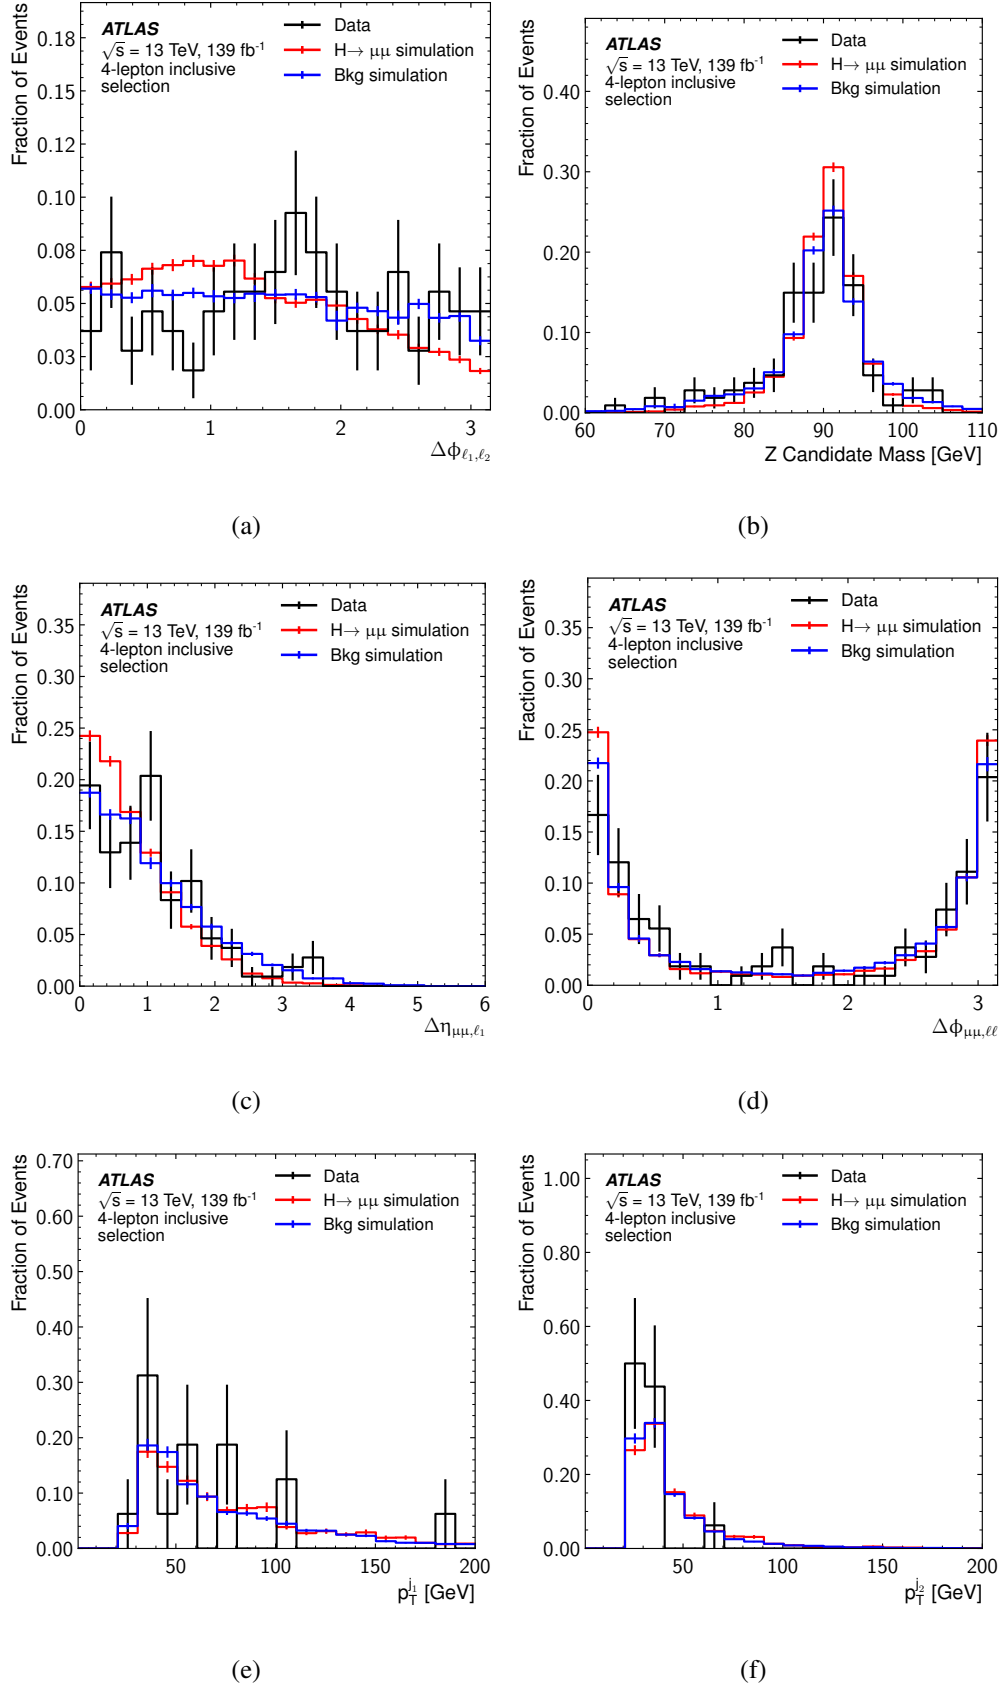 Fraction of Events
ATLAS
√s = 13 TeV, 139 fb-1
4-lepton inclusive
selection
Data
H→ μμ simulation
Bkg simulation
0.18
0.15
0.12
0.10
0.08
0.05
0.03
0.00
0 1 2 3
Δϕℓ1,ℓ2
(a)
Fraction of Events
ATLAS
√s = 13 TeV, 139 fb-1
4-lepton inclusive
selection
Data
H→ μμ simulation
Bkg simulation
0.40
0.30
0.20
0.10
0.00
60 70 80 90 100 110
Z Candidate Mass [GeV]
(b)
Fraction of Events
ATLAS
√s = 13 TeV, 139 fb-1
4-lepton inclusive
selection
Data
H→ μμ simulation
Bkg simulation
0.35
0.30
0.25
0.20
0.15
0.10
0.05
0.00
0 1 2 3 4 5 6
Δημμ,ℓ1
(c)
Fraction of Events
ATLAS
√s = 13 TeV, 139 fb-1
4-lepton inclusive
selection
Data
H→ μμ simulation
Bkg simulation
0.35
0.30
0.25
0.20
0.15
0.10
0.05
0.00
0 1 2 3
Δϕμμ,ℓℓ
(d)
Fraction of Events
ATLAS
√s = 13 TeV, 139 fb-1
4-lepton inclusive
selection
Data
H→ μμ simulation
Bkg simulation
0.70
0.60
0.50
0.40
0.30
0.20
0.10
0.00
50 100 150 200
pTj1 [GeV]
(e)
Fraction of Events
ATLAS
√s = 13 TeV, 139 fb-1
4-lepton inclusive
selection
Data
H→ μμ simulation
Bkg simulation
1.00
0.80
0.60
0.40
0.20
0.00
50 100 150 200
pTj2 [GeV]
(f)